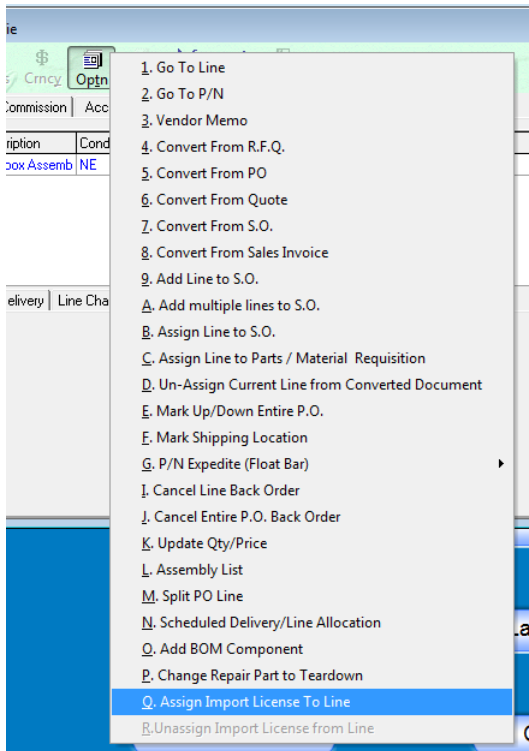 ie
$
Crncy Optn
Commission Acc
ription Cond
box Assemb NE
elivery Line Cha
1. Go To Line
2. Go To P/N
3. Vendor Memo
4. Convert From R.F.Q.
5. Convert From PO
6. Convert From Quote
7. Convert From S.O.
8. Convert From Sales Invoice
9. Add Line to S.O.
A. Add multiple lines to S.O.
B. Assign Line to S.O.
C. Assign Line to Parts / Material Requisition
D. Un-Assign Current Line from Converted Document
E. Mark Up/Down Entire P.O.
F. Mark Shipping Location
G. P/N Expedite (Float Bar)
I. Cancel Line Back Order
J. Cancel Entire P.O. Back Order
K. Update Qty/Price
L. Assembly List
M. Split PO Line
N. Scheduled Delivery/Line Allocation
O. Add BOM Component
P. Change Repair Part to Teardown
Q. Assign Import License To Line
R.Unassign Import License from Line